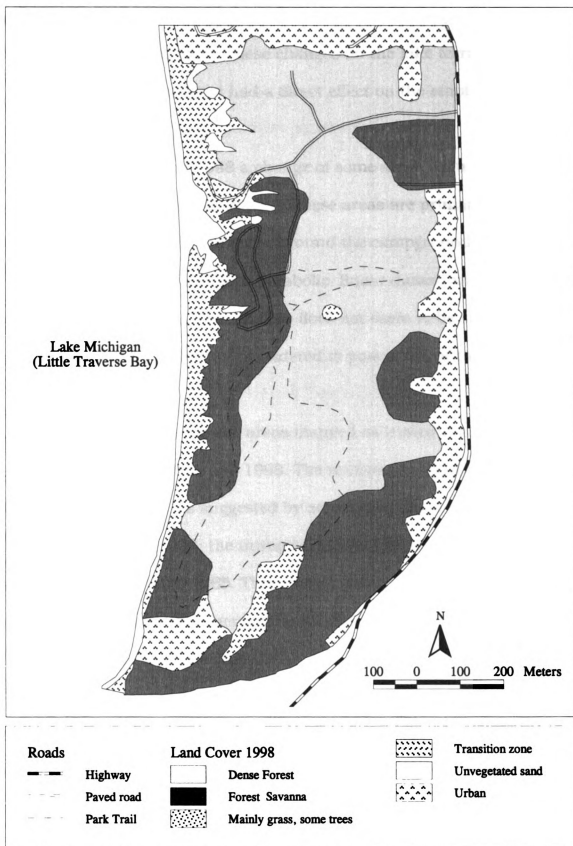 Lake Michigan
(Little Traverse Bay)
N
100 0 100 200 Meters
Roads
Highway
Paved road
Park Trail
Land Cover 1998
Dense Forest
Forest Savanna
Mainly grass, some trees
Transition zone
Unvegetated sand
Urban